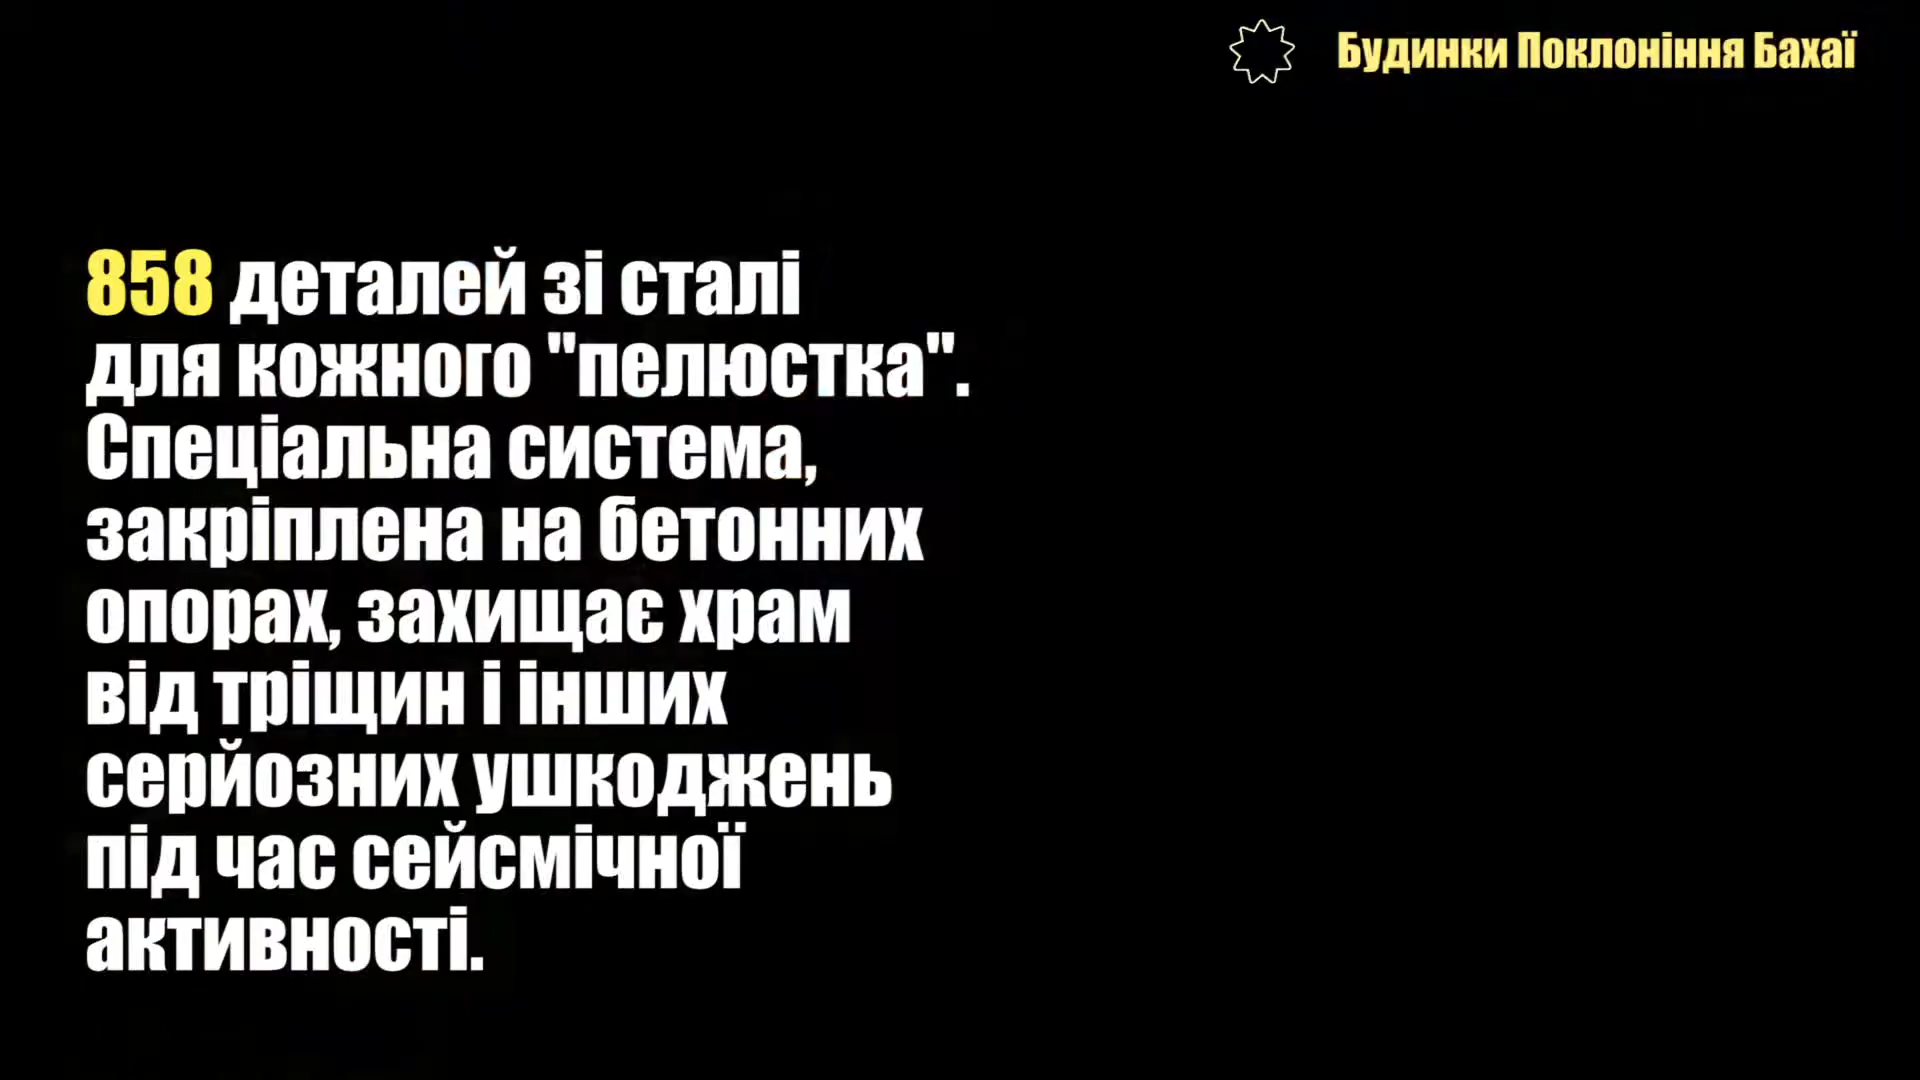 Будинки Поклоніння Бахаї
858 деталей зі сталі
для кожного "пелюстка".
Спеціальна система,
закріплена на бетонних
опорах, захищає храм
від тріщин і інших
серйозних ушкоджень
під час сейсмічної
активності.